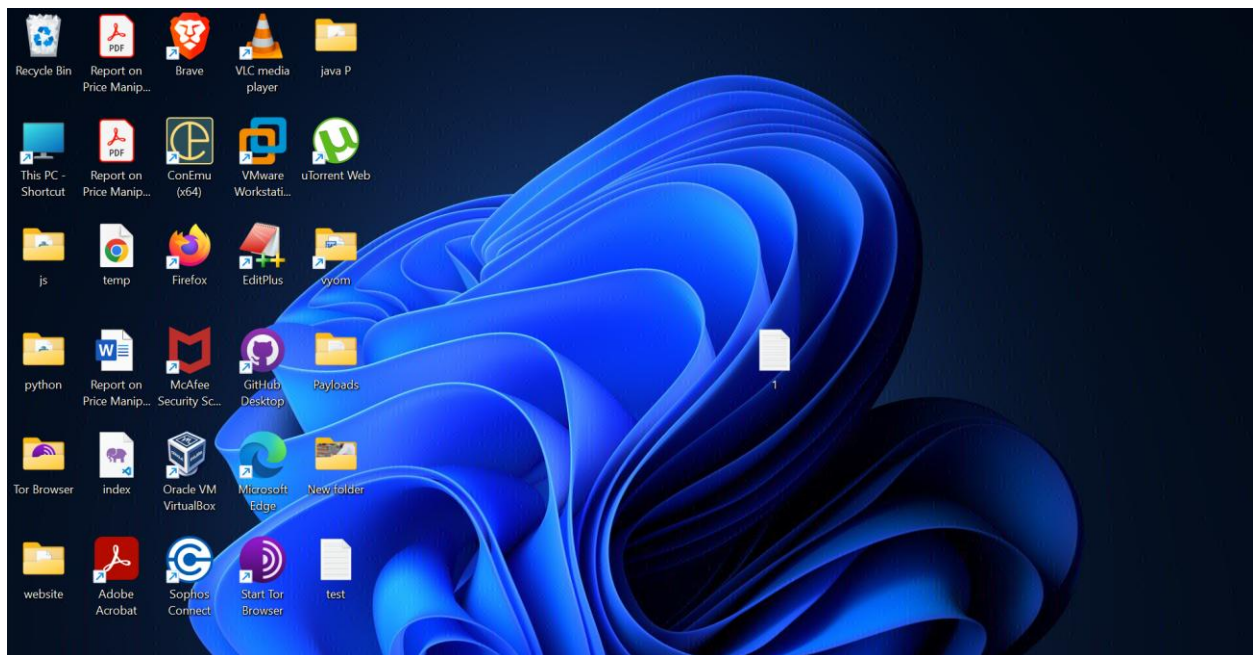 Recycle Bin
Report on
Price Manip...
Brave
VLC media
player
java P
This PC -
Shortcut
Report on
Price Manip...
ConEmu
(x64)
VMware
Workstati...
uTorrent Web
js
temp
Firefox
EditPlus
vyom
python
Report on
Price Manip...
McAfee
Security Sc...
GitHub
Desktop
Payloads
1
Tor Browser
index
Oracle VM
VirtualBox
Microsoft
Edge
New folder
website
Adobe
Acrobat
Sophos
Connect
Start Tor
Browser
test